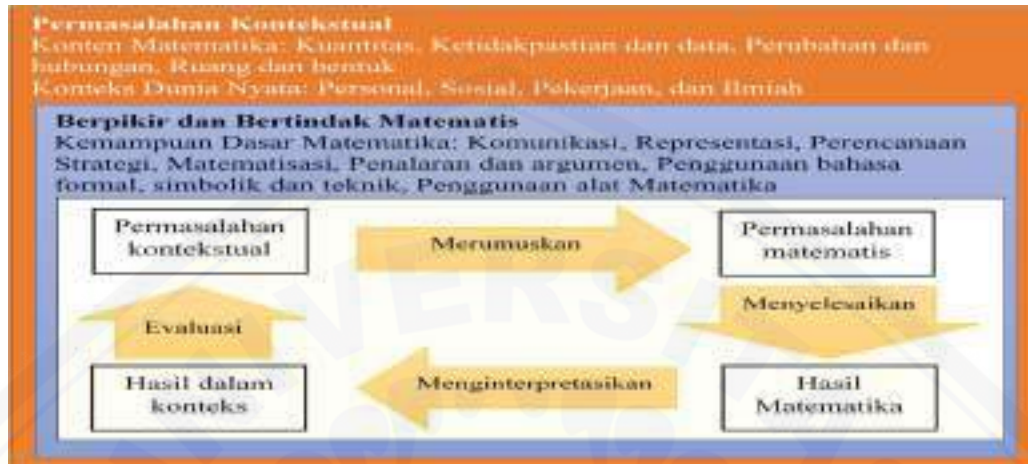 Permasalahan Kontekstual
Konten Matematika: Kuantitas, Ketidakpastian dan data, Perubahan dan
hubungan, Ruang dan bentuk
Konteks Dunia Nyata: Personal, Sosial, Pekerjaan, dan Ilmiah
Berpikir dan Bertindak Matematis
Kemampuan Dasar Matematika: Komunikasi, Representasi, Perencanaan
Strategi, Matematisasi, Penalaran dan argumen, Penggunaan bahasa
formal, simbolik dan teknik, Penggunaan alat Matematika
Permasalahan
kontekstual
Merumuskan
Permasalahan
matematis
Menyelesaikan
Evaluasi
Hasil dalam
konteks
Menginterpretasikan
Hasil
Matematika